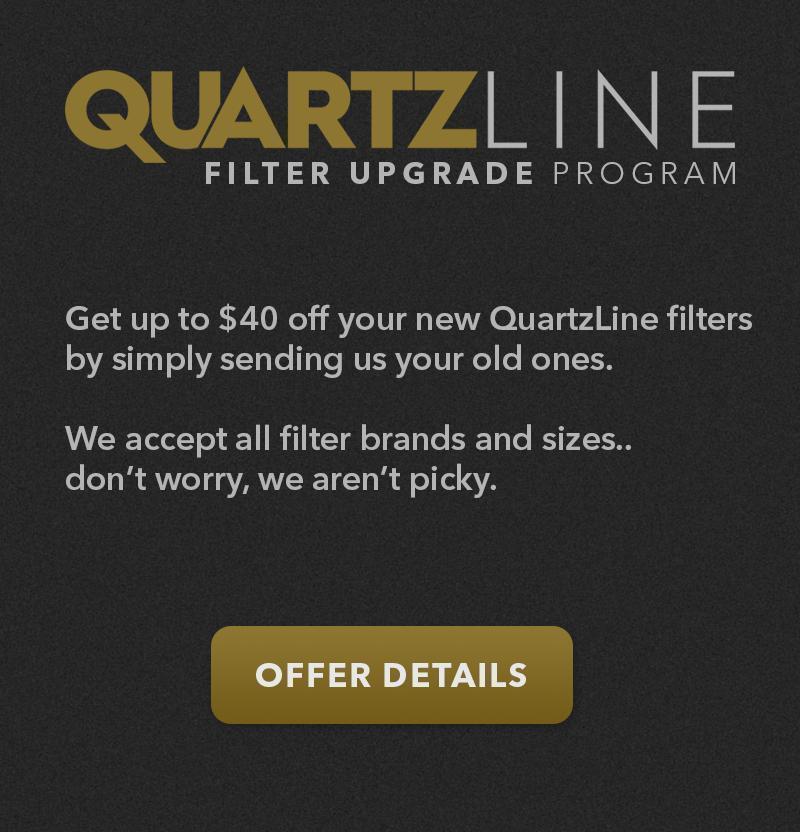 QUARTZLINE
FILTER UPGRADE PROGRAM
Get up to $40 off your new QuartzLine filters
by simply sending us your old ones.
We accept all filter brands and sizes..
don’t worry, we aren’t picky.
OFFER DETAILS